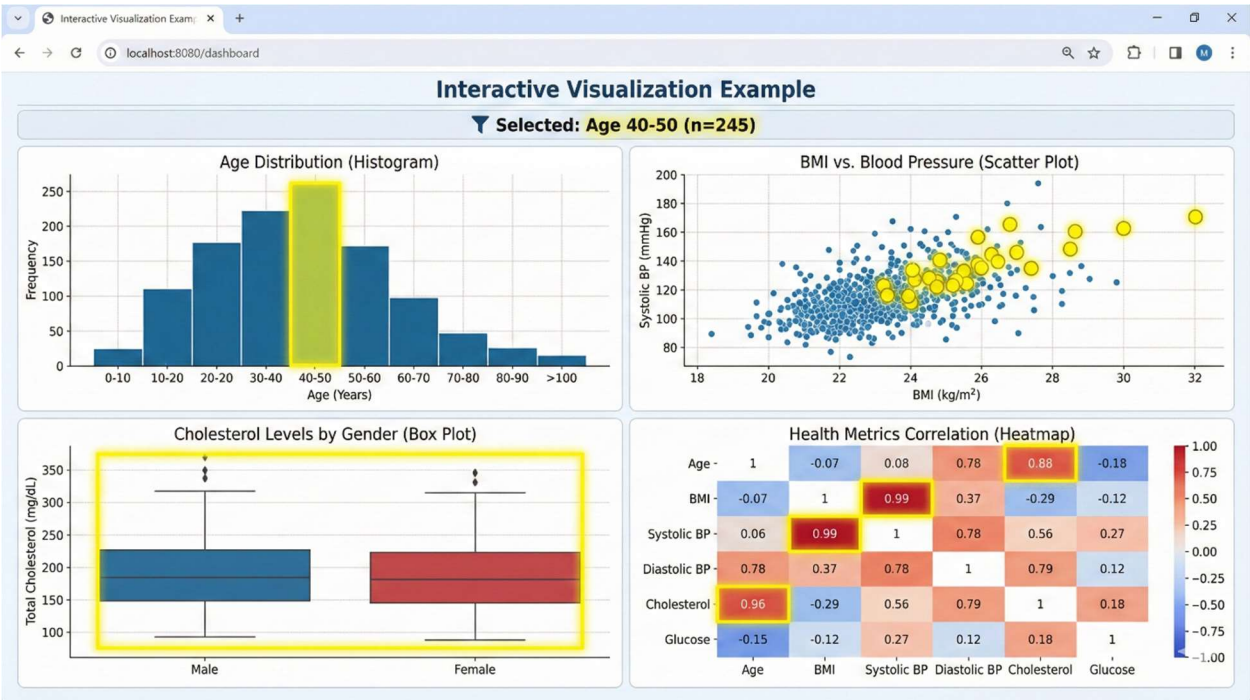 Interactive Visualization Exam
localhost:8080/dashboard
M
Interactive Visualization Example
Selected: Age 40-50 (n=245)
Age Distribution (Histogram)
Frequency
250
200
150
100
50
0
0-10 10-20 20-20 30-40 40-50 50-60 60-70 70-80 80-90 >100
Age (Years)
BMI vs. Blood Pressure (Scatter Plot)
Systolic BP (mmHg)
200
180
160
140
120
100
80
18 20 22 24 26 28 30 32
BMI (kg/m²)
Cholesterol Levels by Gender (Box Plot)
Total Cholesterol (mg/dL)
350
300
250
200
150
100
Male Female
Health Metrics Correlation (Heatmap)
Age 1 -0.07 0.08 0.78 0.88 -0.18
BMI -0.07 1 0.99 0.37 -0.29 -0.12
Systolic BP 0.06 0.99 1 0.78 0.56 0.27
Diastolic BP 0.78 0.37 0.78 1 0.79 0.12
Cholesterol 0.96 -0.29 0.56 0.79 1 0.18
Glucose -0.15 -0.12 0.27 0.12 0.18 1
Age BMI Systolic BP Diastolic BP Cholesterol Glucose
1.00
0.75
0.50
0.25
0.00
-0.25
-0.50
-0.75
-1.00